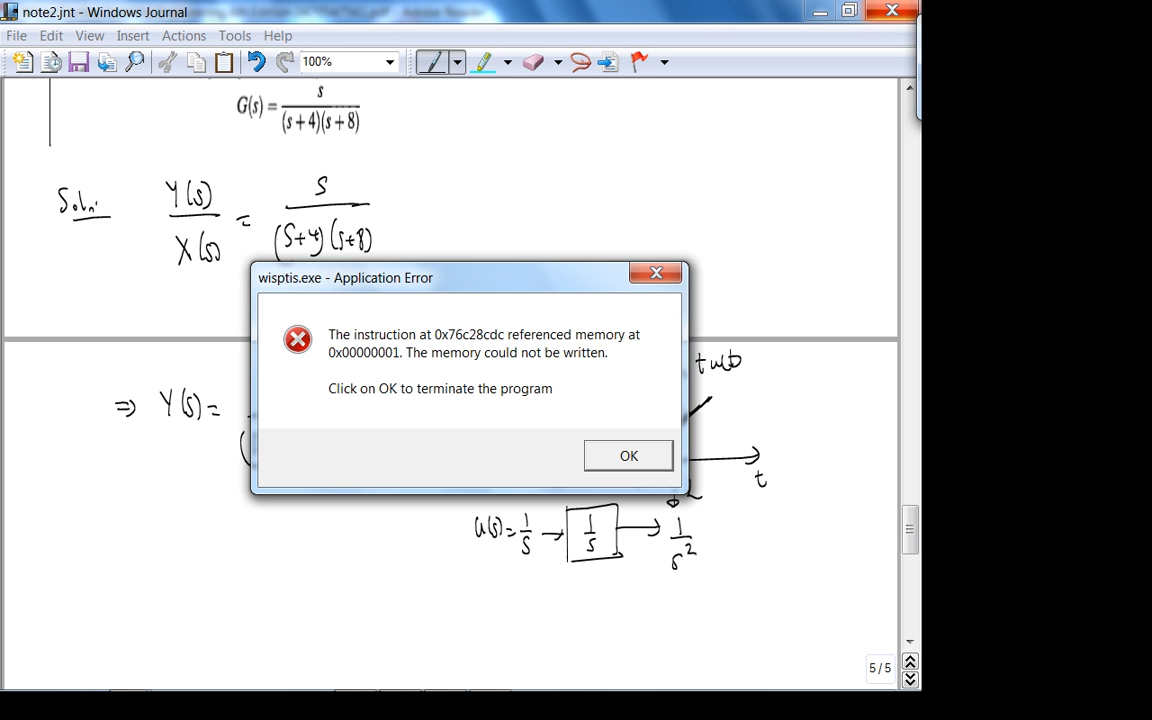 note2.jnt - Windows Journal
File Edit View Insert Actions Tools Help
100%
G(s) = s / (s+4)(s+8)
Soln: Y(s) / X(s) = s / (s+4)(s+8)
wisptis.exe - Application Error
The instruction at 0x76c28cdc referenced memory at
0x00000001. The memory could not be written.
Click on OK to terminate the program
OK
t u(t)
⇒ Y(s) =
t
U(s) = 1/s → 1/s → 1/s²
5 / 5